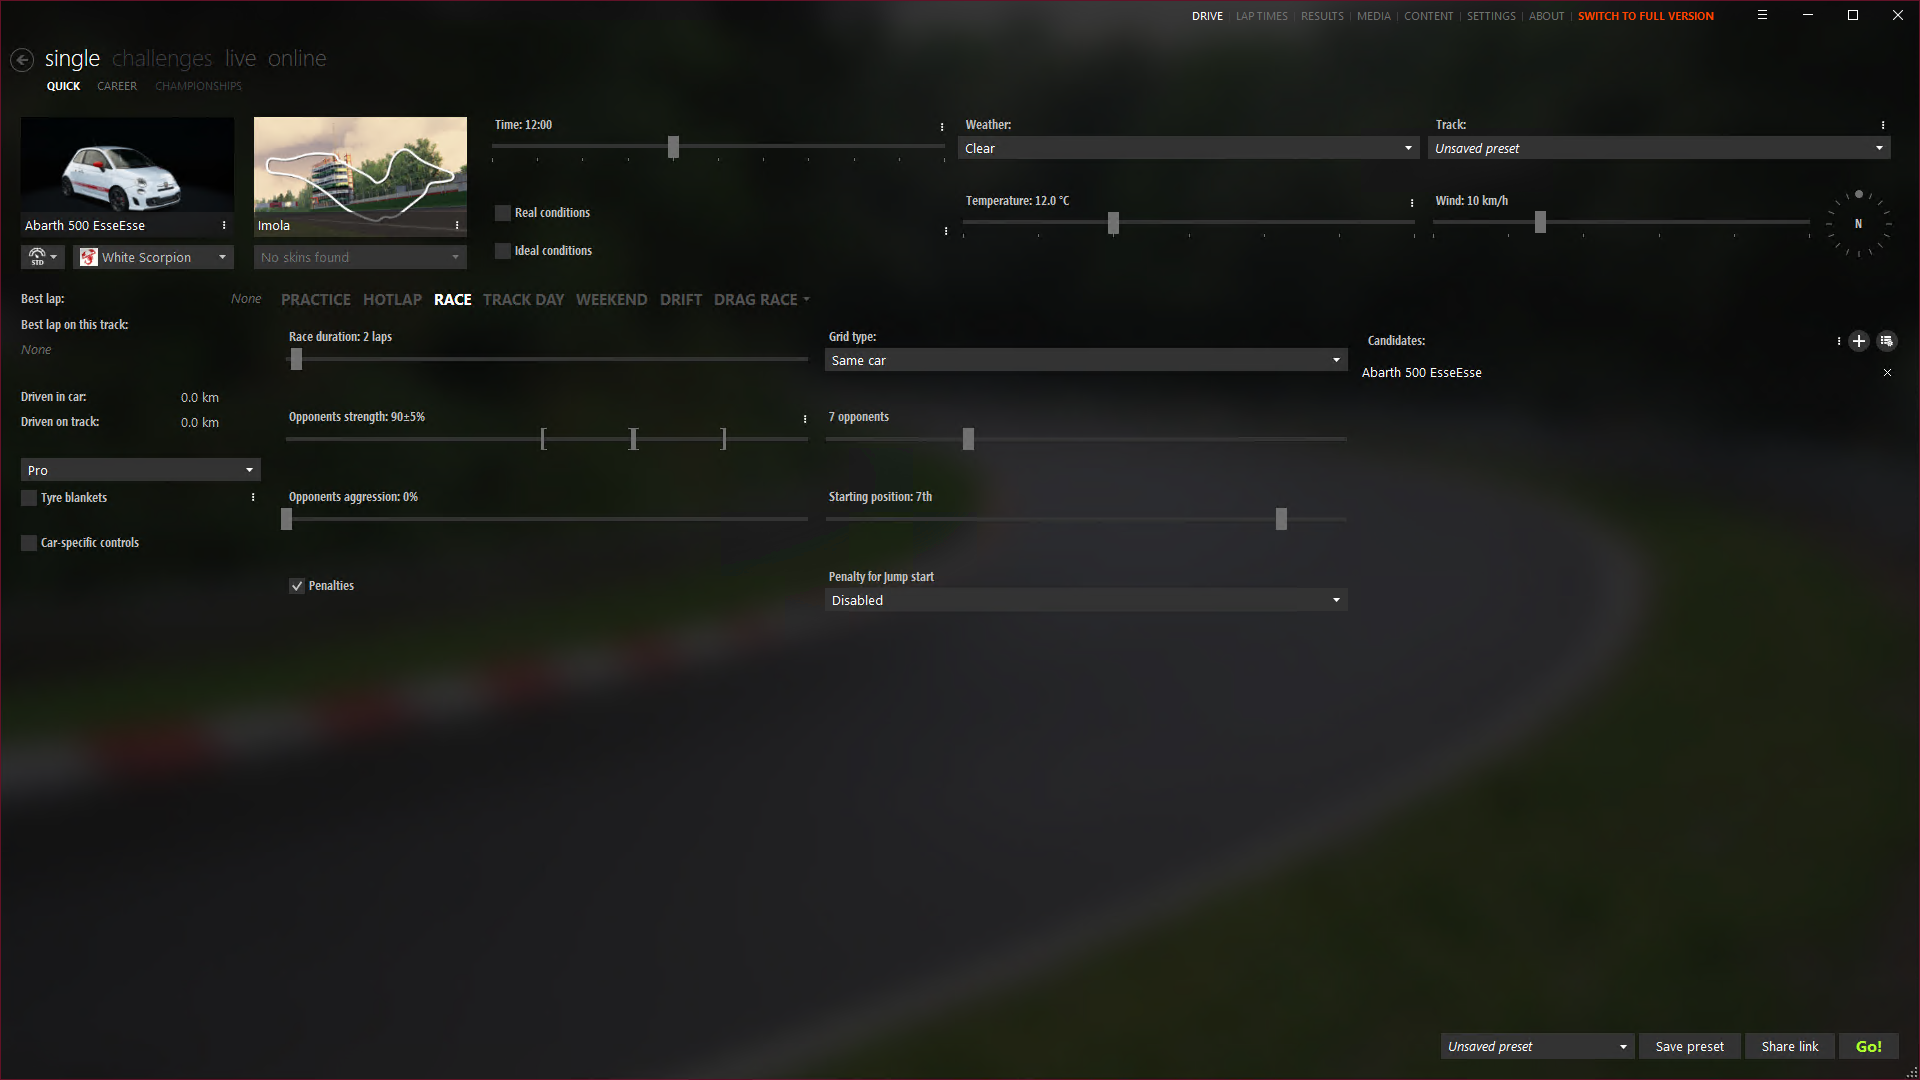 DRIVE LAP TIMES RESULTS MEDIA CONTENT SETTINGS ABOUT SWITCH TO FULL VERSION
single challenges live online
QUICK CAREER CHAMPIONSHIPS
Abarth 500 EsseEsse
STD
White Scorpion
Imola
No skins found
Time: 12:00
Real conditions
Ideal conditions
Weather:
Clear
Temperature: 12.0 °C
Track:
Unsaved preset
Wind: 10 km/h
N
Best lap: None
Best lap on this track:
None
Driven in car: 0.0 km
Driven on track: 0.0 km
Pro
Tyre blankets
Car-specific controls
PRACTICE HOTLAP RACE TRACK DAY WEEKEND DRIFT DRAG RACE
Race duration: 2 laps
Opponents strength: 90±5%
Opponents aggression: 0%
Penalties
Grid type:
Same car
7 opponents
Starting position: 7th
Penalty for Jump start
Disabled
Candidates:
Abarth 500 EsseEsse
Unsaved preset
Save preset
Share link
Go!